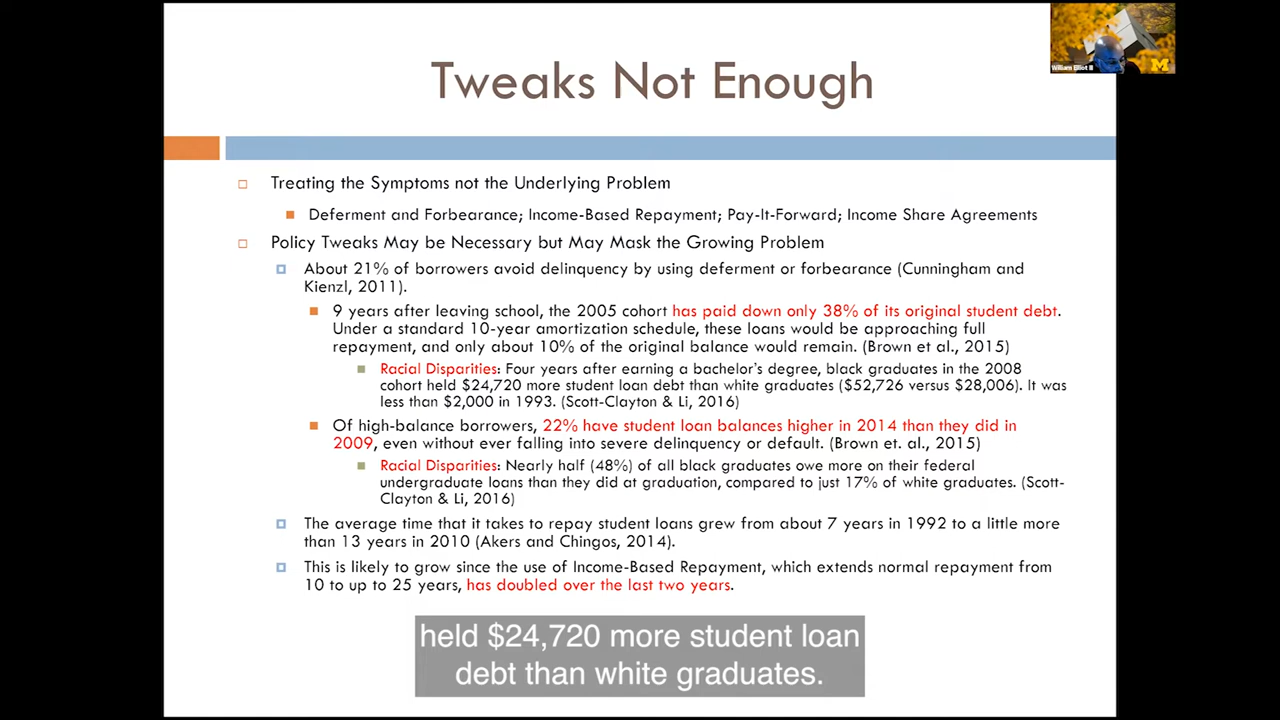 William Elliot II
M
Tweaks Not Enough
Treating the Symptoms not the Underlying Problem
Deferment and Forbearance; Income-Based Repayment; Pay-It-Forward; Income Share Agreements
Policy Tweaks May be Necessary but May Mask the Growing Problem
About 21% of borrowers avoid delinquency by using deferment or forbearance (Cunningham and
Kienzl, 2011).
9 years after leaving school, the 2005 cohort has paid down only 38% of its original student debt.
Under a standard 10-year amortization schedule, these loans would be approaching full
repayment, and only about 10% of the original balance would remain. (Brown et al., 2015)
Racial Disparities: Four years after earning a bachelor's degree, black graduates in the 2008
cohort held $24,720 more student loan debt than white graduates ($52,726 versus $28,006). It was
less than $2,000 in 1993. (Scott-Clayton & Li, 2016)
Of high-balance borrowers, 22% have student loan balances higher in 2014 than they did in
2009, even without ever falling into severe delinquency or default. (Brown et. al., 2015)
Racial Disparities: Nearly half (48%) of all black graduates owe more on their federal
undergraduate loans than they did at graduation, compared to just 17% of white graduates. (Scott-
Clayton & Li, 2016)
The average time that it takes to repay student loans grew from about 7 years in 1992 to a little more
than 13 years in 2010 (Akers and Chingos, 2014).
This is likely to grow since the use of Income-Based Repayment, which extends normal repayment from
10 to up to 25 years, has doubled over the last two years.
held $24,720 more student loan
debt than white graduates.